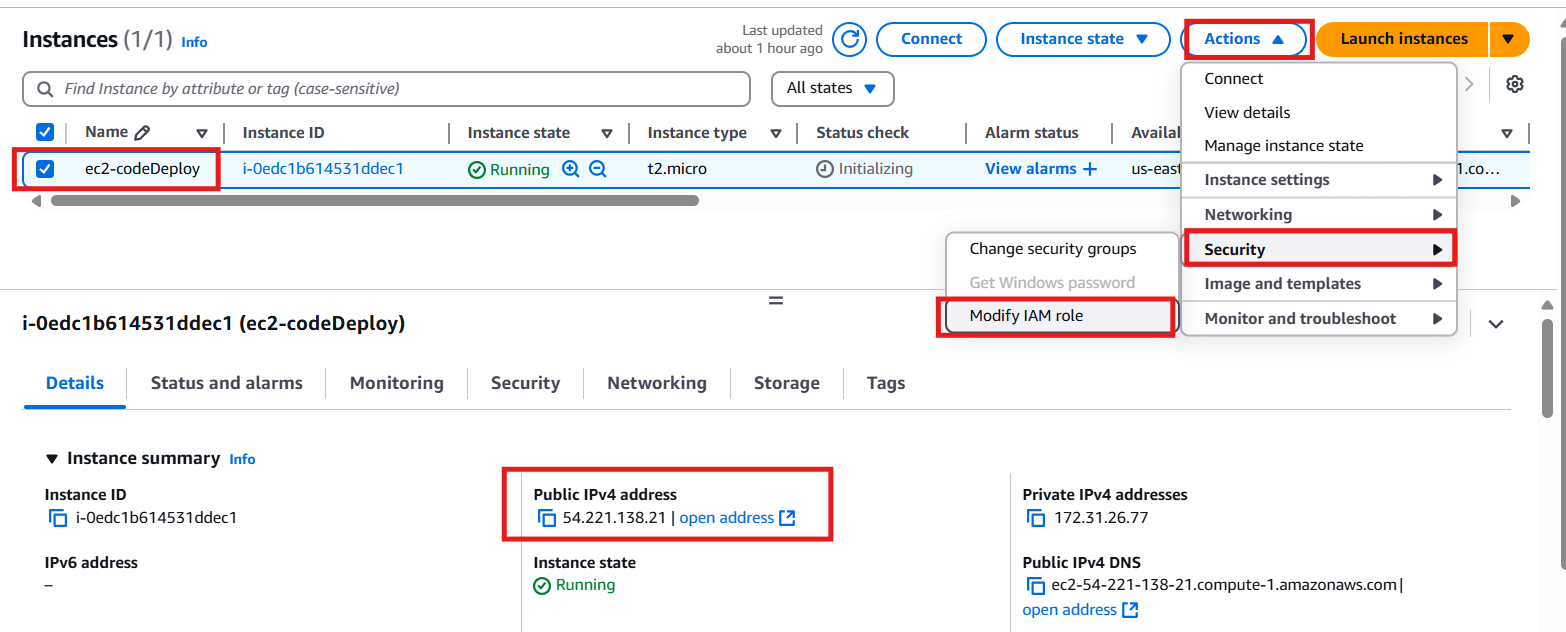 Instances (1/1) Info
Last updated
about 1 hour ago
Connect
Instance state
Actions
Launch instances
Find Instance by attribute or tag (case-sensitive)
All states
Connect
View details
Manage instance state
Instance settings
Networking
Security
Image and templates
Monitor and troubleshoot
Name
Instance ID
Instance state
Instance type
Status check
Alarm status
Availal
ec2-codeDeploy
i-0edc1b614531ddec1
Running
t2.micro
Initializing
View alarms +
us-east
1.co…
Change security groups
Get Windows password
Modify IAM role
i-0edc1b614531ddec1 (ec2-codeDeploy)
Details
Status and alarms
Monitoring
Security
Networking
Storage
Tags
Instance summary Info
Instance ID
i-0edc1b614531ddec1
Public IPv4 address
54.221.138.21 | open address
Private IPv4 addresses
172.31.26.77
IPv6 address
–
Instance state
Running
Public IPv4 DNS
ec2-54-221-138-21.compute-1.amazonaws.com |
open address